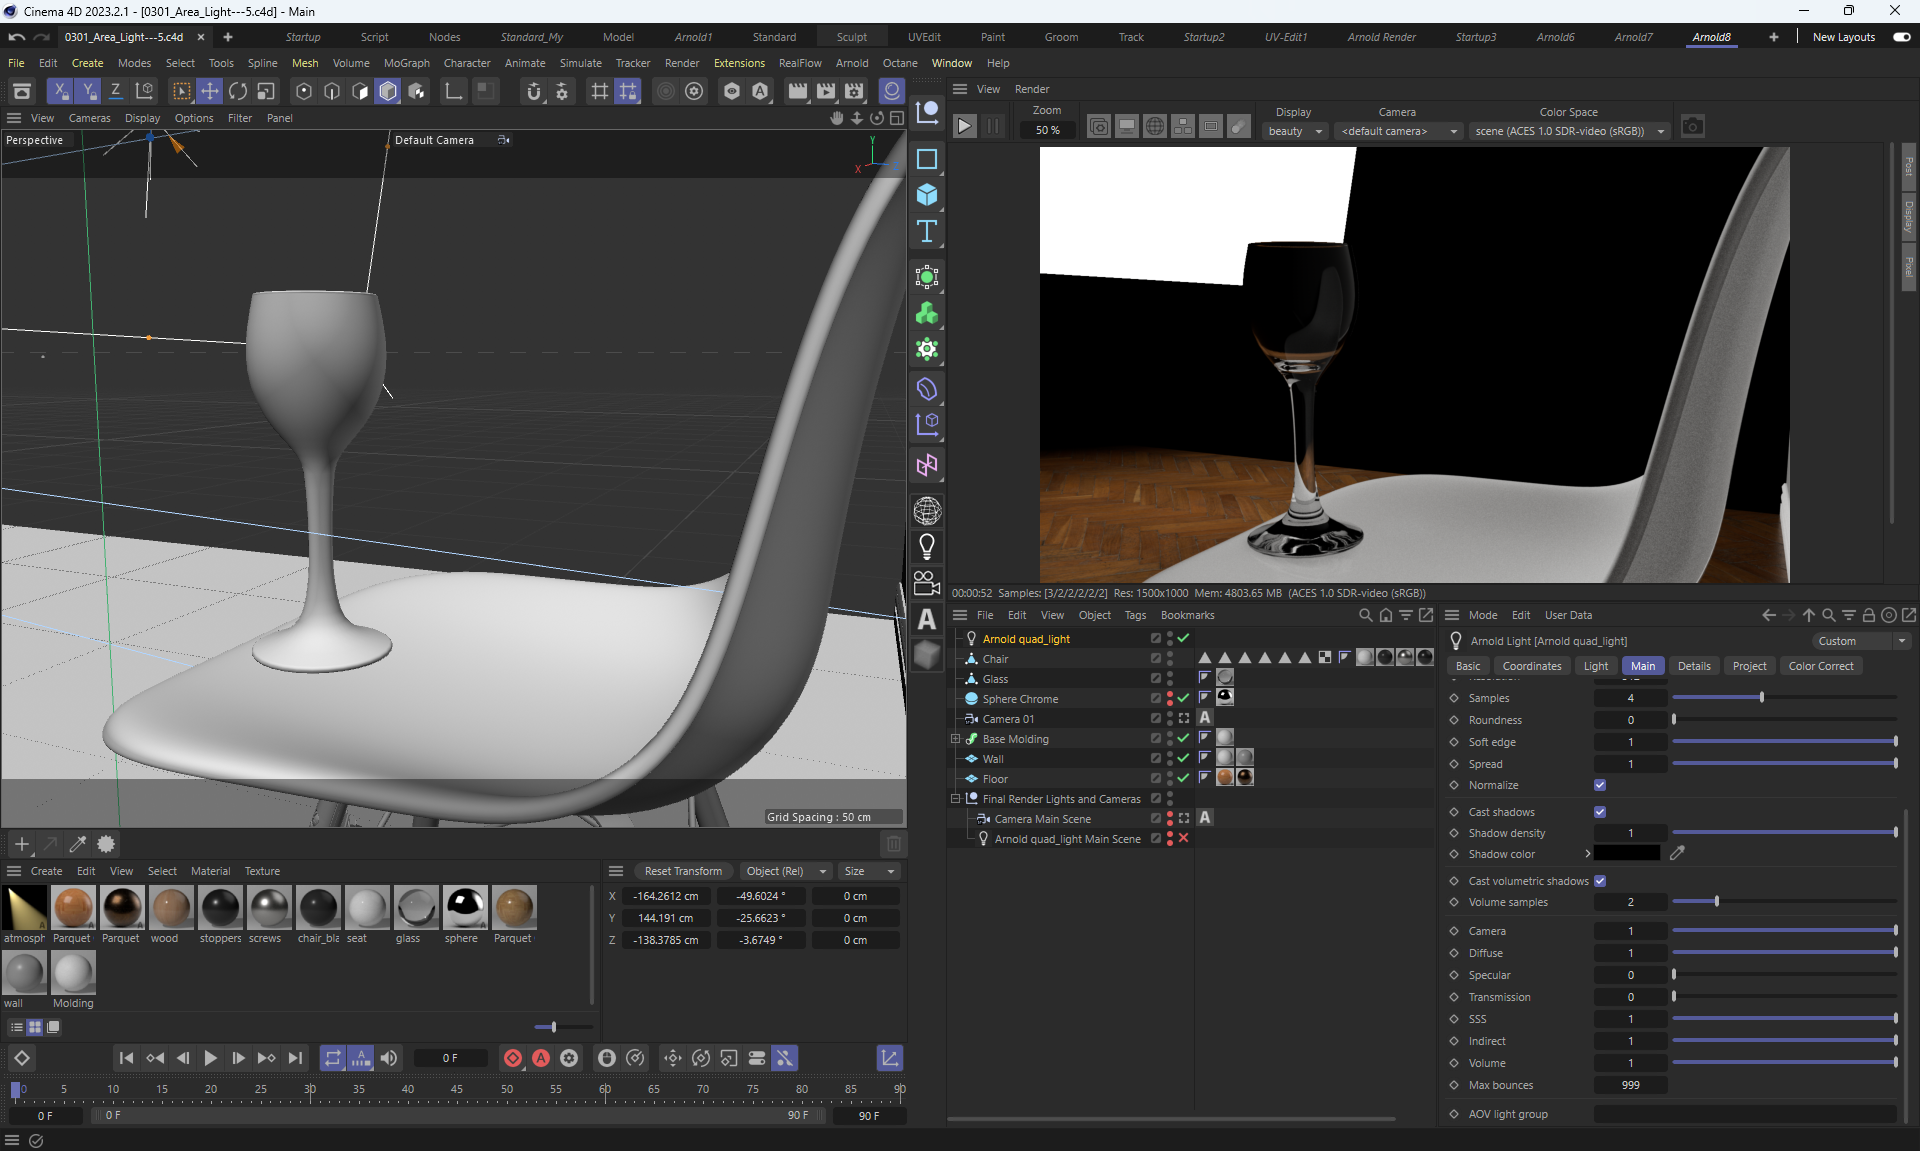 Cinema 4D 2023.2.1 - [0301_Area_Light---5.c4d] - Main
0301_Area_Light---5.c4d × + Startup Script Nodes Standard_My Model Arnold1 Standard Sculpt UVEdit Paint Groom Track Startup2 UV-Edit1 Arnold Render Startup3 Arnold6 Arnold7 Arnold8 + New Layouts
File Edit Create Modes Select Tools Spline Mesh Volume MoGraph Character Animate Simulate Tracker Render Extensions RealFlow Arnold Octane Window Help
X Y Z
View Cameras Display Options Filter Panel
Perspective Default Camera
Y
X
Grid Spacing : 50 cm
View Render
Zoom Display Camera Color Space
50 % beauty <default camera> scene (ACES 1.0 SDR-video (sRGB))
Post
Display
Pixel
00:00:52 Samples: [3/2/2/2/2/2] Res: 1500x1000 Mem: 4803.65 MB (ACES 1.0 SDR-video (sRGB))
File Edit View Object Tags Bookmarks
Arnold quad_light
Chair
Glass
Sphere Chrome
Camera 01
Base Molding
Wall
Floor
Final Render Lights and Cameras
Camera Main Scene
Arnold quad_light Main Scene
Mode Edit User Data
Arnold Light [Arnold quad_light] Custom
Basic Coordinates Light Main Details Project Color Correct
Samples 4
Roundness 0
Soft edge 1
Spread 1
Normalize
Cast shadows
Shadow density 1
Shadow color
Cast volumetric shadows
Volume samples 2
Camera 1
Diffuse 1
Specular 0
Transmission 0
SSS 1
Indirect 1
Volume 1
Max bounces 999
AOV light group
Create Edit View Select Material Texture
atmosph Parquet Parquet wood stoppers screws chair_bla seat glass sphere Parquet
wall Molding
Reset Transform Object (Rel) Size
X -164.2612 cm -49.6024 ° 0 cm
Y 144.191 cm -25.6623 ° 0 cm
Z -138.3785 cm -3.6749 ° 0 cm
0 F
0 5 10 15 20 25 30 35 40 45 50 55 60 65 70 75 80 85 90
0 F 0 F 90 F 90 F